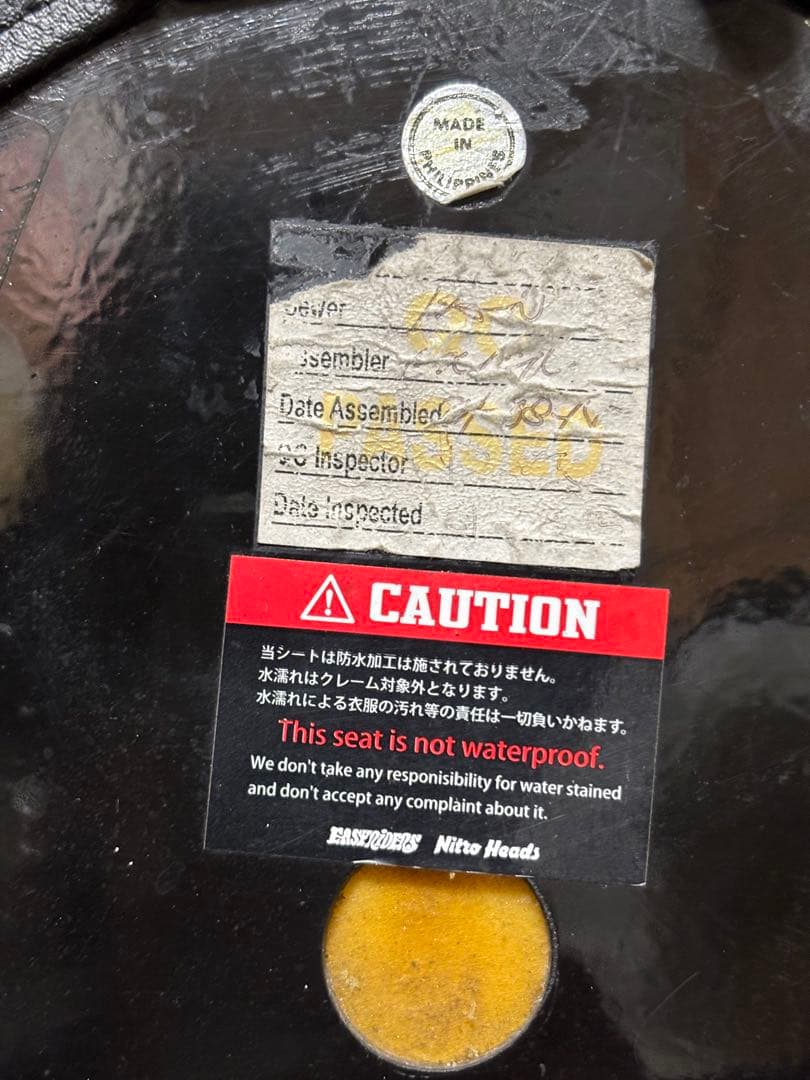 MADE
IN
PHILIPPINES
Sewer
Assembler
Date Assembled
QC Inspector
Date Inspected
QC
PASSED
CAUTION
当シートは防水加工は施されておりません。
水濡れはクレーム対象外となります。
水濡れによる衣服の汚れ等の責任は一切負いかねます。
This seat is not waterproof.
We don't take any responisibility for water stained
and don't accept any complaint about it.
EASYRIDERS Nitro Heads